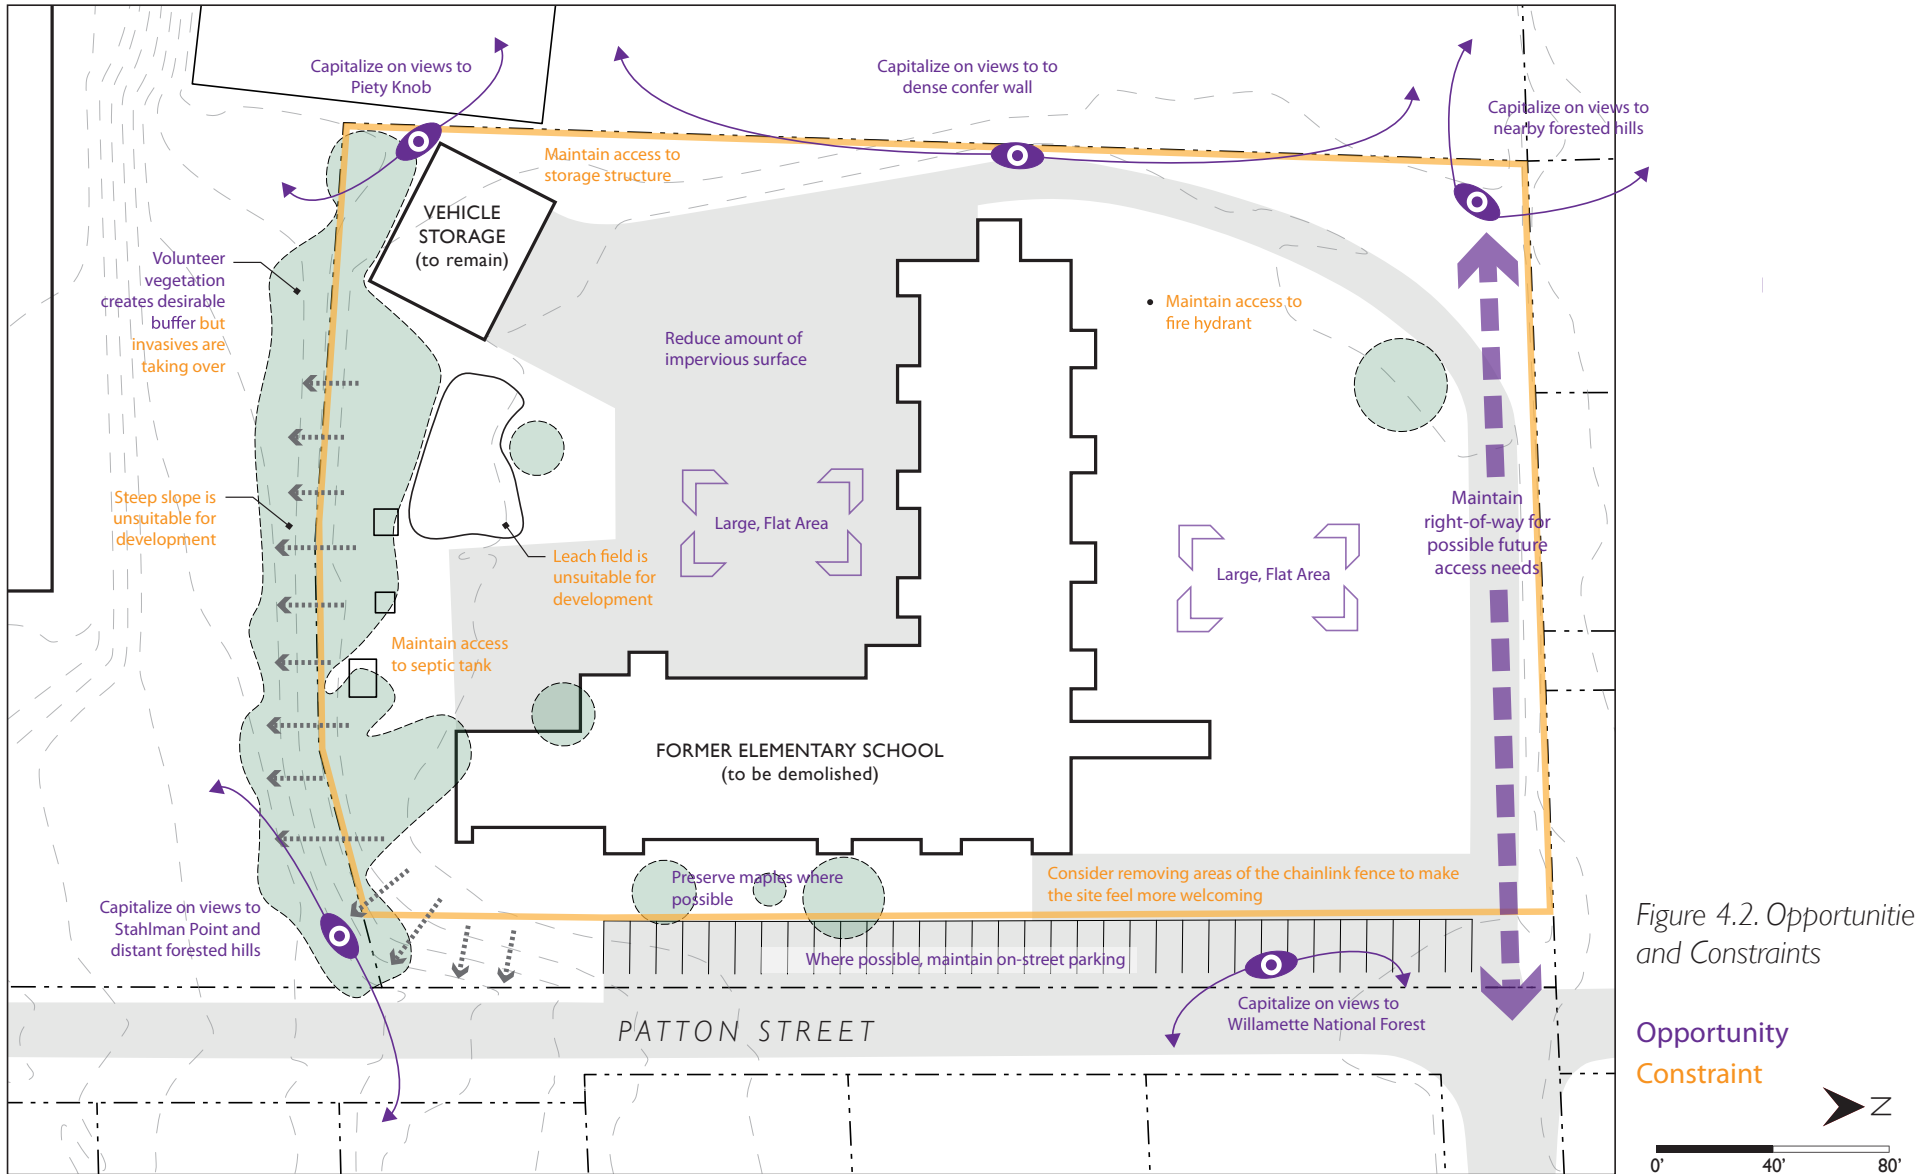 Capitalize on views to
Piety Knob
Capitalize on views to to
dense confer wall
Capitalize on views to
nearby forested hills
Maintain access to
storage structure
VEHICLE
STORAGE
(to remain)
Volunteer
vegetation
creates desirable
buffer but
invasives are
taking over
Maintain access to
fire hydrant
Reduce amount of
impervious surface
Steep slope is
unsuitable for
development
Large, Flat Area
Leach field is
unsuitable for
development
Large, Flat Area
Maintain
right-of-way for
possible future
access needs
Maintain access
to septic tank
FORMER ELEMENTARY SCHOOL
(to be demolished)
Preserve maples where
possible
Consider removing areas of the chainlink fence to make
the site feel more welcoming
Capitalize on views to
Stahlman Point and
distant forested hills
Where possible, maintain on-street parking
Capitalize on views to
Willamette National Forest
PATTON STREET
Figure 4.2. Opportunitie
and Constraints
Opportunity
Constraint
N
0' 40' 80'